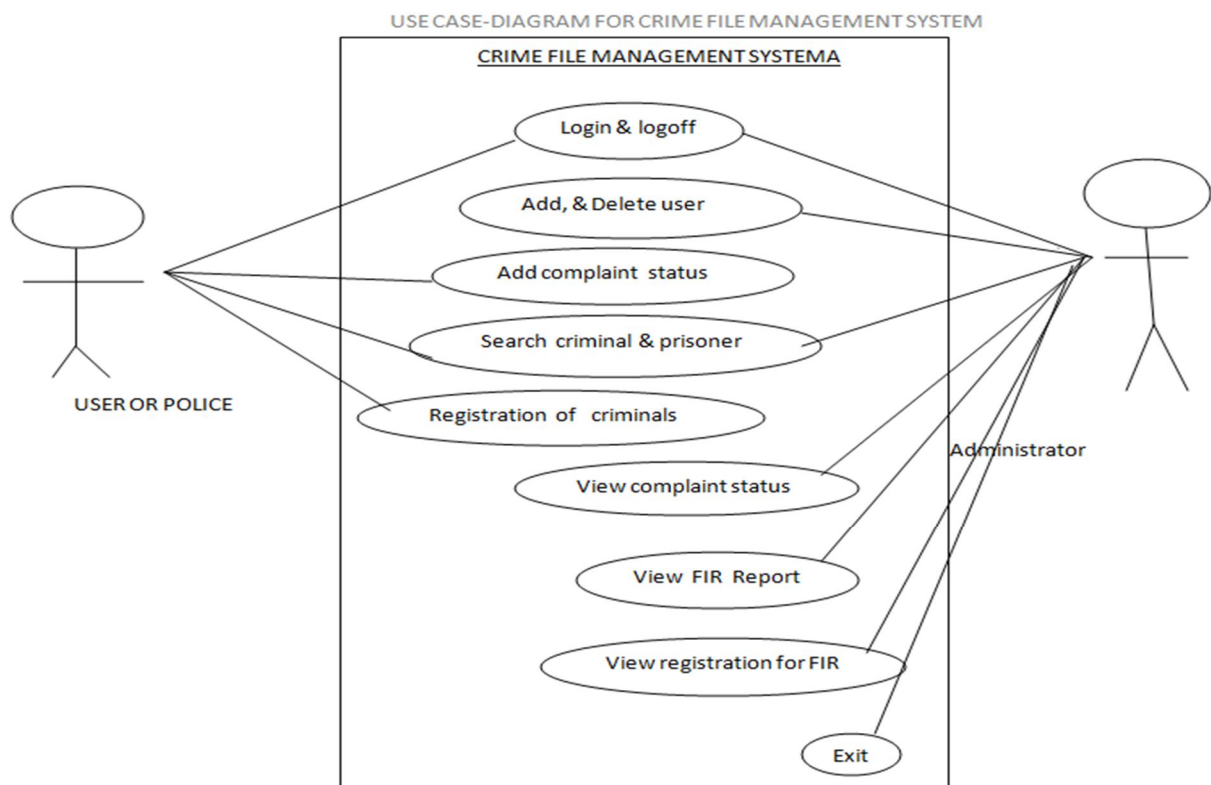 USE CASE-DIAGRAM FOR CRIME FILE MANAGEMENT SYSTEM
CRIME FILE MANAGEMENT SYSTEMA
Login & logoff
Add, & Delete user
Add complaint status
Search criminal & prisoner
USER OR POLICE
Registration of criminals
Administrator
View complaint status
View FIR Report
View registration for FIR
Exit